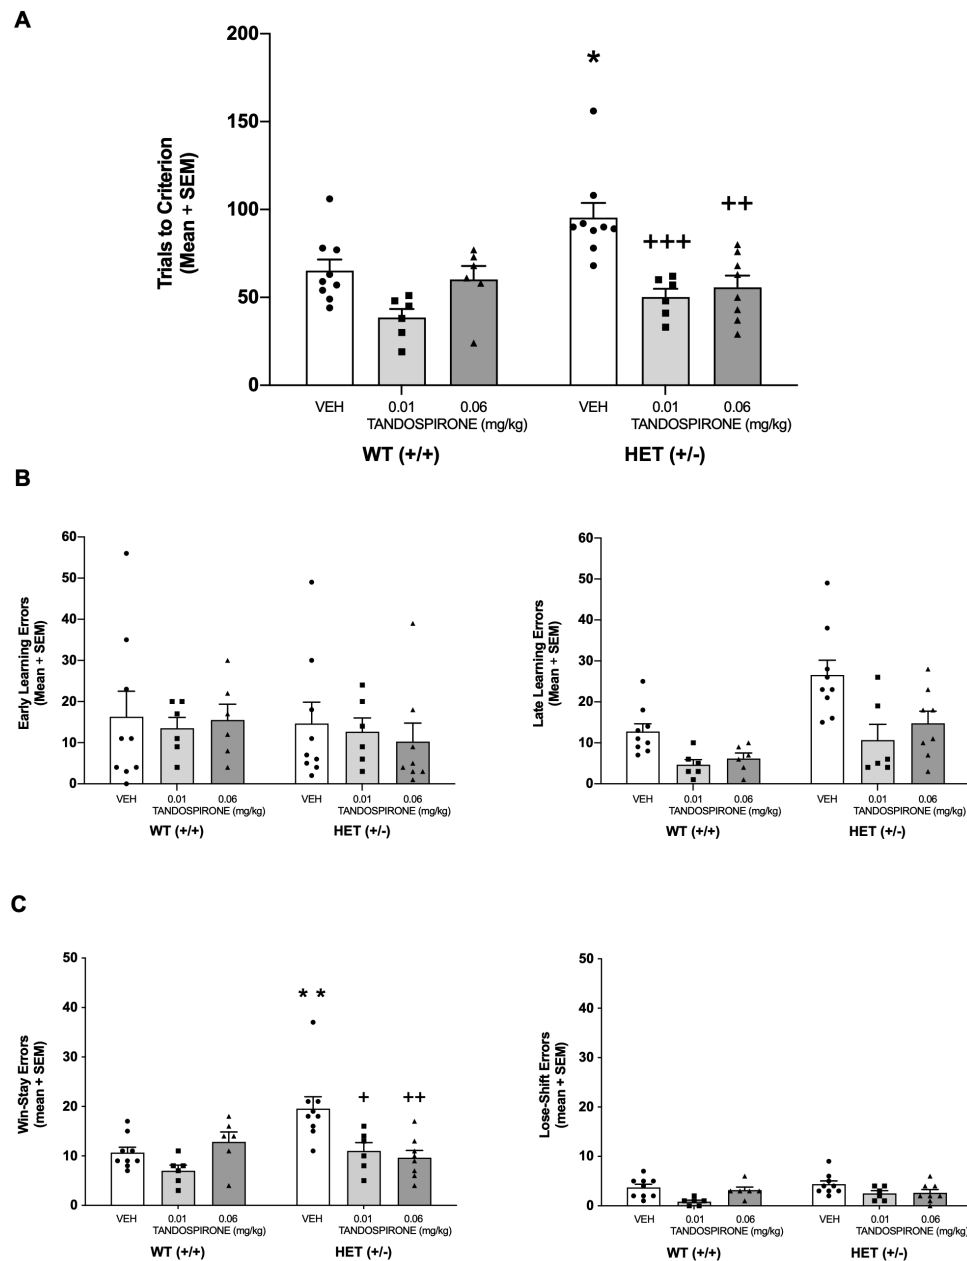 A
Trials to Criterion
(Mean + SEM)
200
150
100
50
0
*
+++
++
VEH 0.01 0.06 VEH 0.01 0.06
TANDOSPIRONE (mg/kg) TANDOSPIRONE (mg/kg)
WT (+/+) HET (+/-)
B
Early Learning Errors
(Mean + SEM)
60
50
40
30
20
10
0
VEH 0.01 0.06 VEH 0.01 0.06
TANDOSPIRONE (mg/kg) TANDOSPIRONE (mg/kg)
WT (+/+) HET (+/-)
Late Learning Errors
(Mean + SEM)
60
50
40
30
20
10
0
VEH 0.01 0.06 VEH 0.01 0.06
TANDOSPIRONE (mg/kg) TANDOSPIRONE (mg/kg)
WT (+/+) HET (+/-)
C
Win-Stay Errors
(mean + SEM)
50
40
30
20
10
0
* *
+ ++
VEH 0.01 0.06 VEH 0.01 0.06
TANDOSPIRONE (mg/kg) TANDOSPIRONE (mg/kg)
WT (+/+) HET (+/-)
Lose-Shift Errors
(mean + SEM)
50
40
30
20
10
0
VEH 0.01 0.06 VEH 0.01 0.06
TANDOSPIRONE (mg/kg) TANDOSPIRONE (mg/kg)
WT (+/+) HET (+/-)